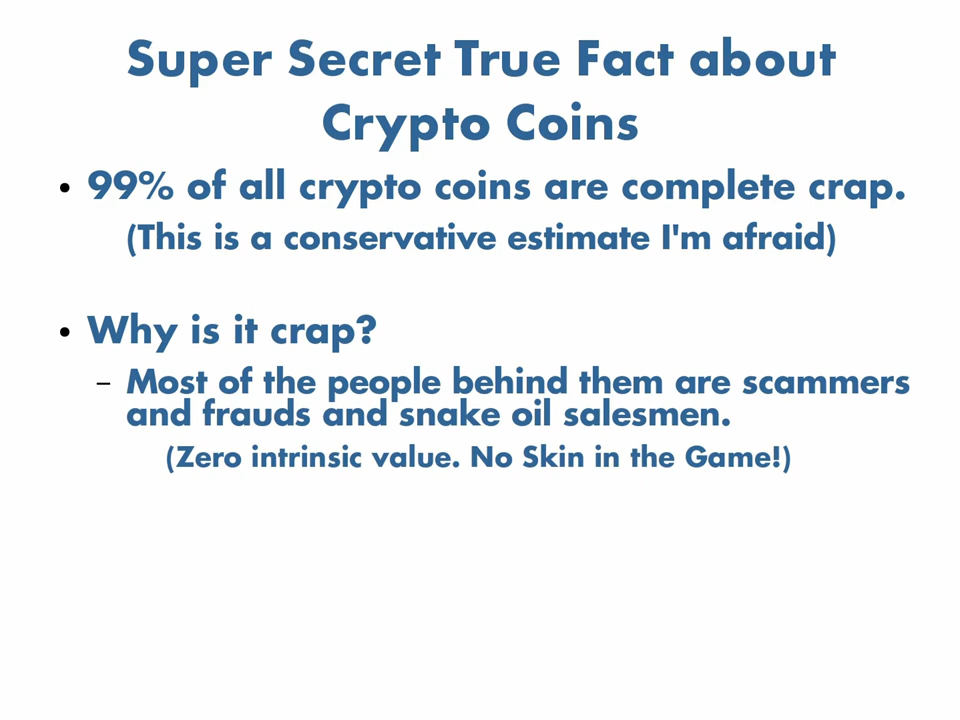 Super Secret True Fact about
Crypto Coins
• 99% of all crypto coins are complete crap.
(This is a conservative estimate I'm afraid)
• Why is it crap?
– Most of the people behind them are scammers
and frauds and snake oil salesmen.
(Zero intrinsic value. No Skin in the Game!)